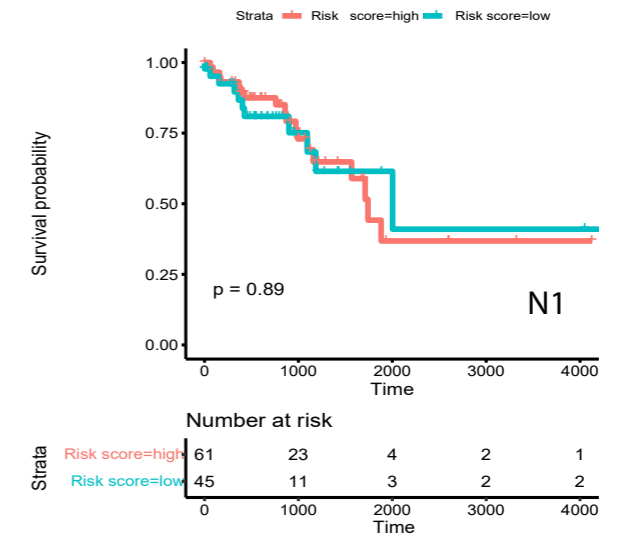 Strata Risk score=high Risk score=low
Survival probability
1.00
0.75
0.50
0.25
0.00
p = 0.89
N1
0 1000 2000 3000 4000
Time
Number at risk
Strata
Risk score=high 61 23 4 2 1
Risk score=low 45 11 3 2 2
0 1000 2000 3000 4000
Time